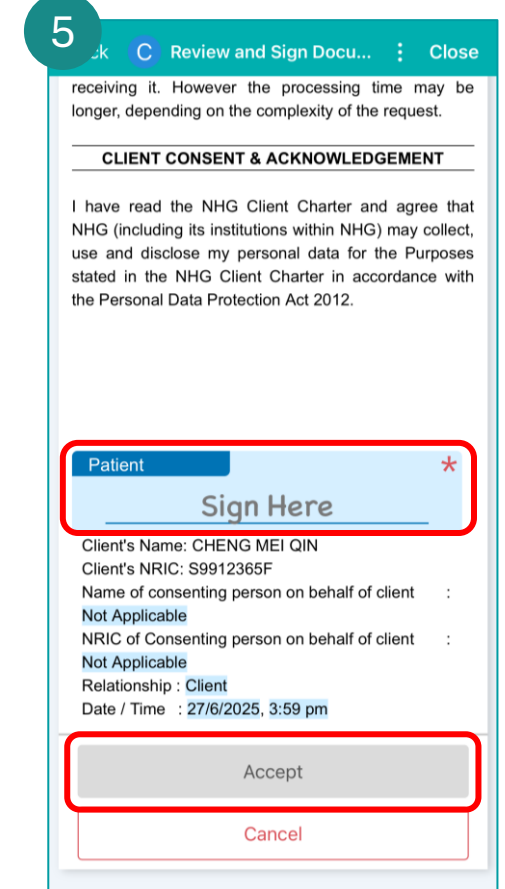 5
ck C Review and Sign Docu... Close
receiving it. However the processing time may be
longer, depending on the complexity of the request.
CLIENT CONSENT & ACKNOWLEDGEMENT
I have read the NHG Client Charter and agree that
NHG (including its institutions within NHG) may collect,
use and disclose my personal data for the Purposes
stated in the NHG Client Charter in accordance with
the Personal Data Protection Act 2012.
Patient *
Sign Here
Client's Name: CHENG MEI QIN
Client's NRIC: S9912365F
Name of consenting person on behalf of client :
Not Applicable
NRIC of Consenting person on behalf of client :
Not Applicable
Relationship : Client
Date / Time : 27/6/2025, 3:59 pm
Accept
Cancel